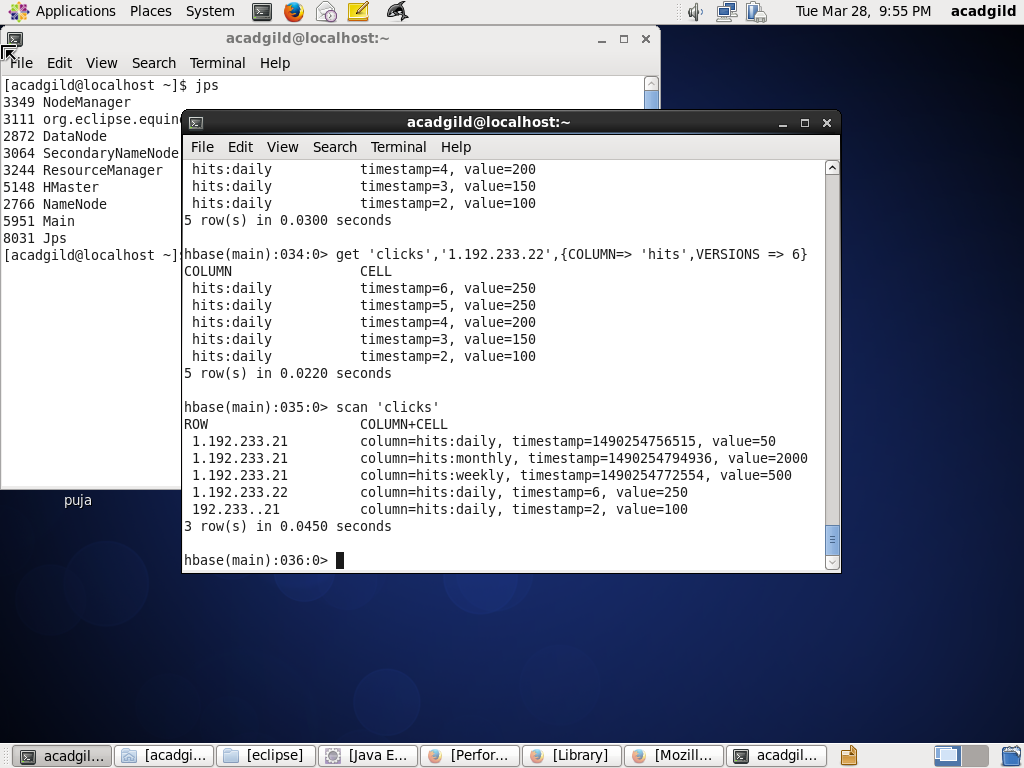 Applications Places System Tue Mar 28, 9:55 PM acadgild
acadgild@localhost:~
File Edit View Search Terminal Help
[acadgild@localhost ~]$ jps
3349 NodeManager
3111 org.eclipse.equin
2872 DataNode
3064 SecondaryNameNode
3244 ResourceManager
5148 HMaster
2766 NameNode
5951 Main
8031 Jps
[acadgild@localhost ~]
acadgild@localhost:~
File Edit View Search Terminal Help
hits:daily timestamp=4, value=200
hits:daily timestamp=3, value=150
hits:daily timestamp=2, value=100
5 row(s) in 0.0300 seconds
hbase(main):034:0> get 'clicks','1.192.233.22',{COLUMN=> 'hits',VERSIONS => 6}
COLUMN CELL
hits:daily timestamp=6, value=250
hits:daily timestamp=5, value=250
hits:daily timestamp=4, value=200
hits:daily timestamp=3, value=150
hits:daily timestamp=2, value=100
5 row(s) in 0.0220 seconds
hbase(main):035:0> scan 'clicks'
ROW COLUMN+CELL
1.192.233.21 column=hits:daily, timestamp=1490254756515, value=50
1.192.233.21 column=hits:monthly, timestamp=1490254794936, value=2000
1.192.233.21 column=hits:weekly, timestamp=1490254772554, value=500
1.192.233.22 column=hits:daily, timestamp=6, value=250
192.233..21 column=hits:daily, timestamp=2, value=100
3 row(s) in 0.0450 seconds
hbase(main):036:0>
puja
acadgil... [acadgi... [eclipse] [Java E... [Perfor... [Library] [Mozill... acadgil...